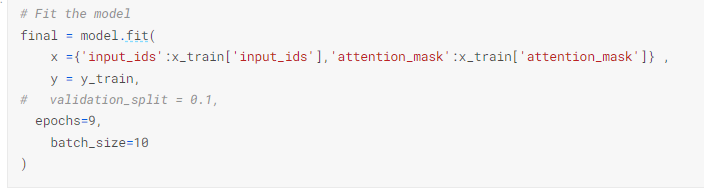 # Fit the model
final = model.fit(
x ={'input_ids':x_train['input_ids'],'attention_mask':x_train['attention_mask']} ,
y = y_train,
# validation_split = 0.1,
epochs=9,
batch_size=10
)